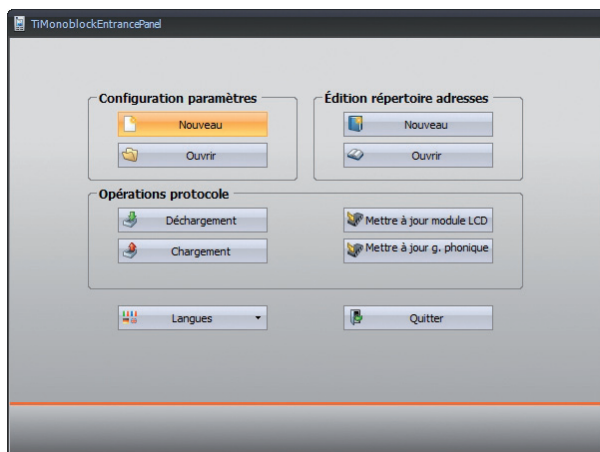 TiMonoblockEntrancePanel
Configuration paramètres
Nouveau
Ouvrir
Édition répertoire adresses
Nouveau
Ouvrir
Opérations protocole
Déchargement
Mettre à jour module LCD
Chargement
Mettre à jour g. phonique
Langues
Quitter